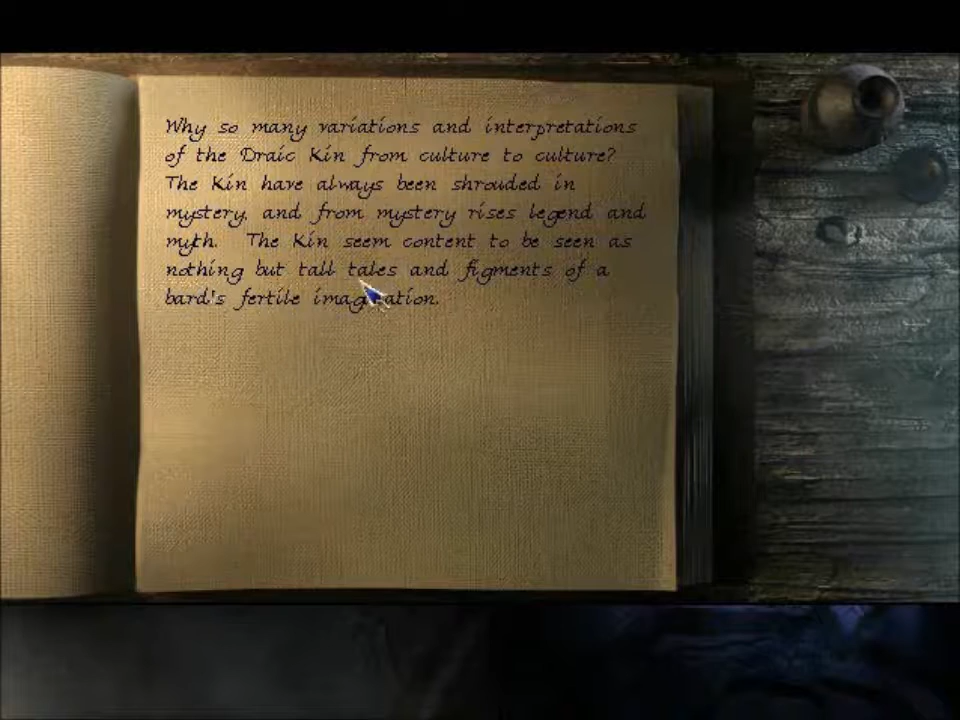 Why so many variations and interpretations
of the Draic Kin from culture to culture?
The Kin have always been shrouded in
mystery, and from mystery rises legend and
myth. The Kin seem content to be seen as
nothing but tall tales and figments of a
bard's fertile imagination.